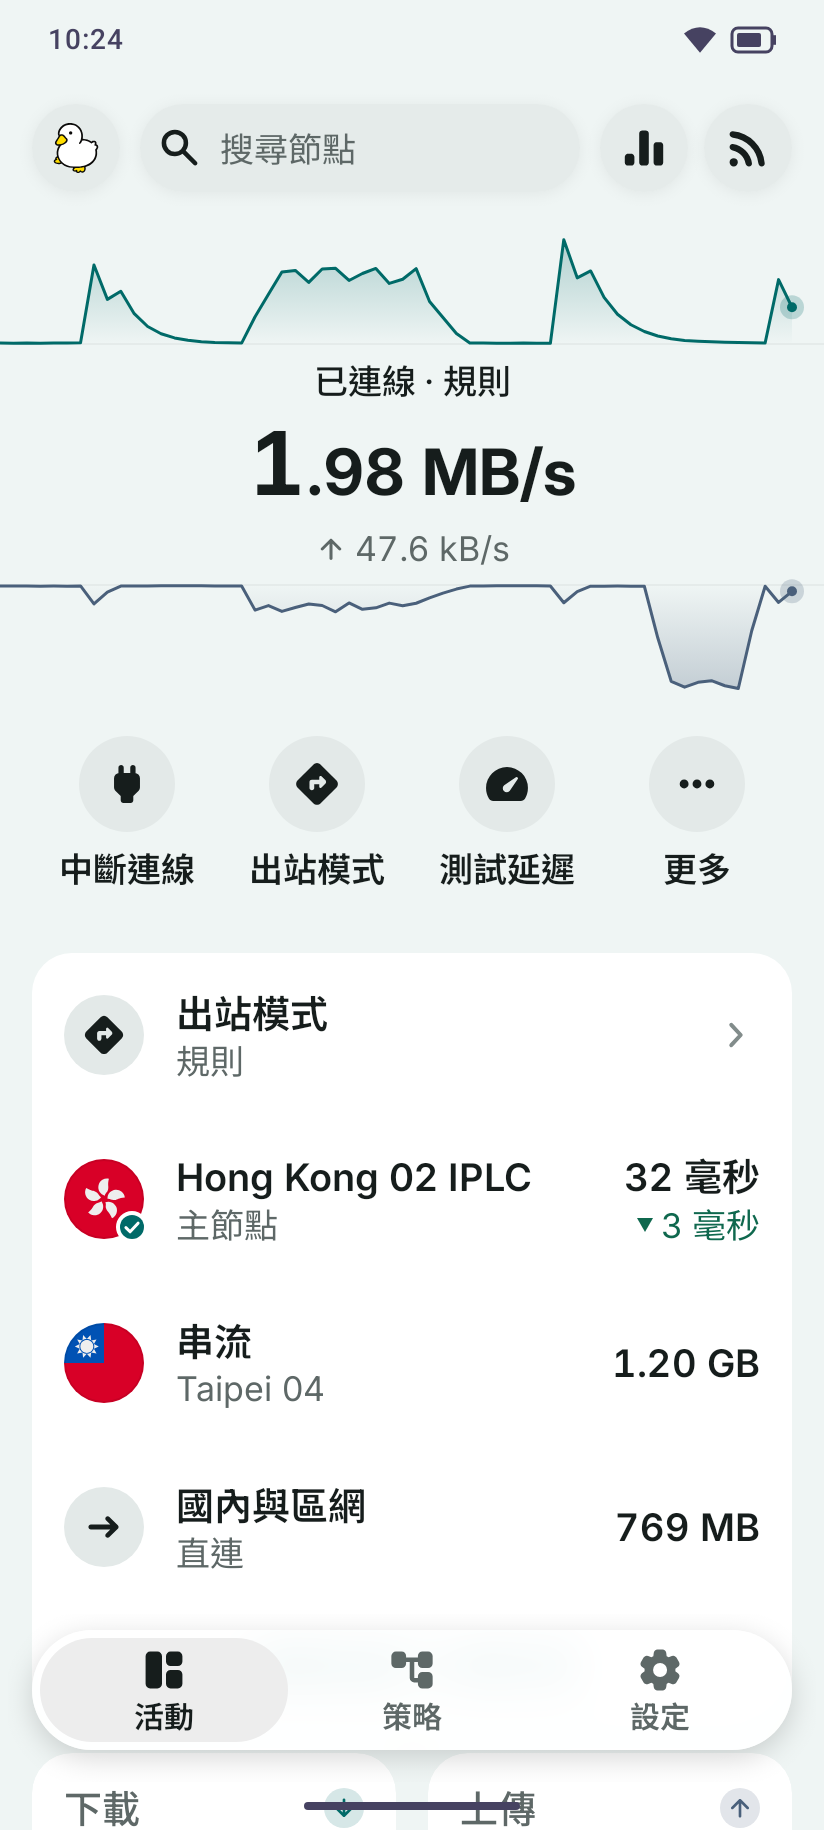 10:24
搜尋節點
已連線 · 規則
1.98 MB/s
↑ 47.6 kB/s
中斷連線
出站模式
測試延遲
更多
出站模式
規則
Hong Kong 02 IPLC
32 毫秒
主節點
▼3 毫秒
串流
Taipei 04
1.20 GB
國內與區網
直連
769 MB
活動
策略
設定
下載
上傳